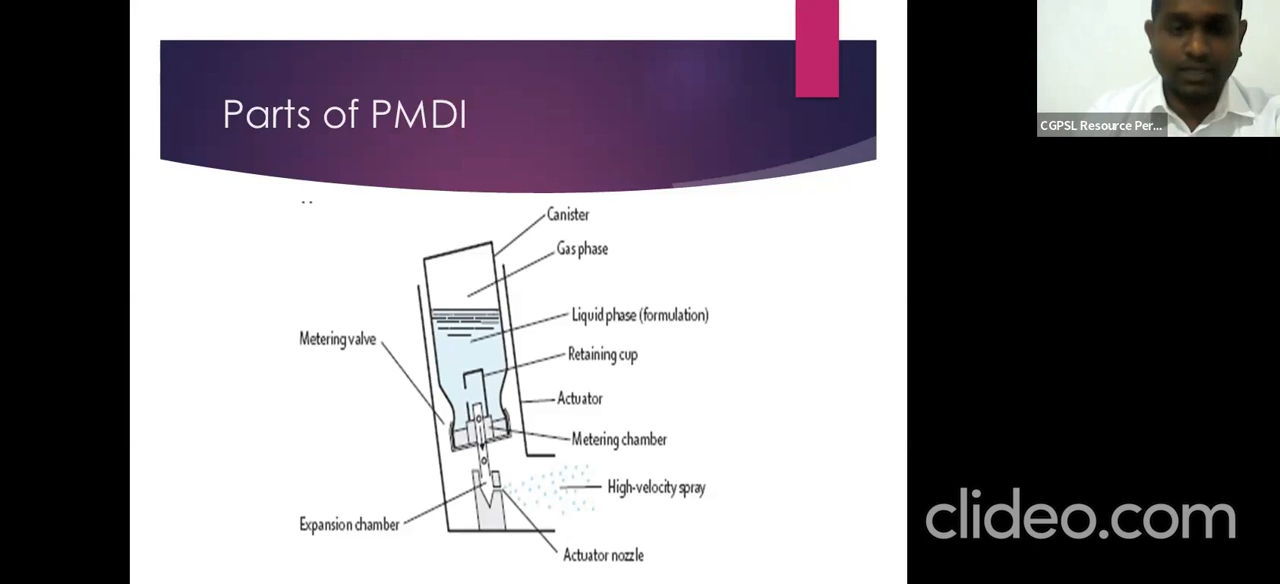 Parts of PMDI
CGPSL Resource Per...
Canister
Gas phase
Liquid phase (formulation)
Metering valve
Retaining cup
Actuator
Metering chamber
High-velocity spray
Expansion chamber
Actuator nozzle
clideo.com